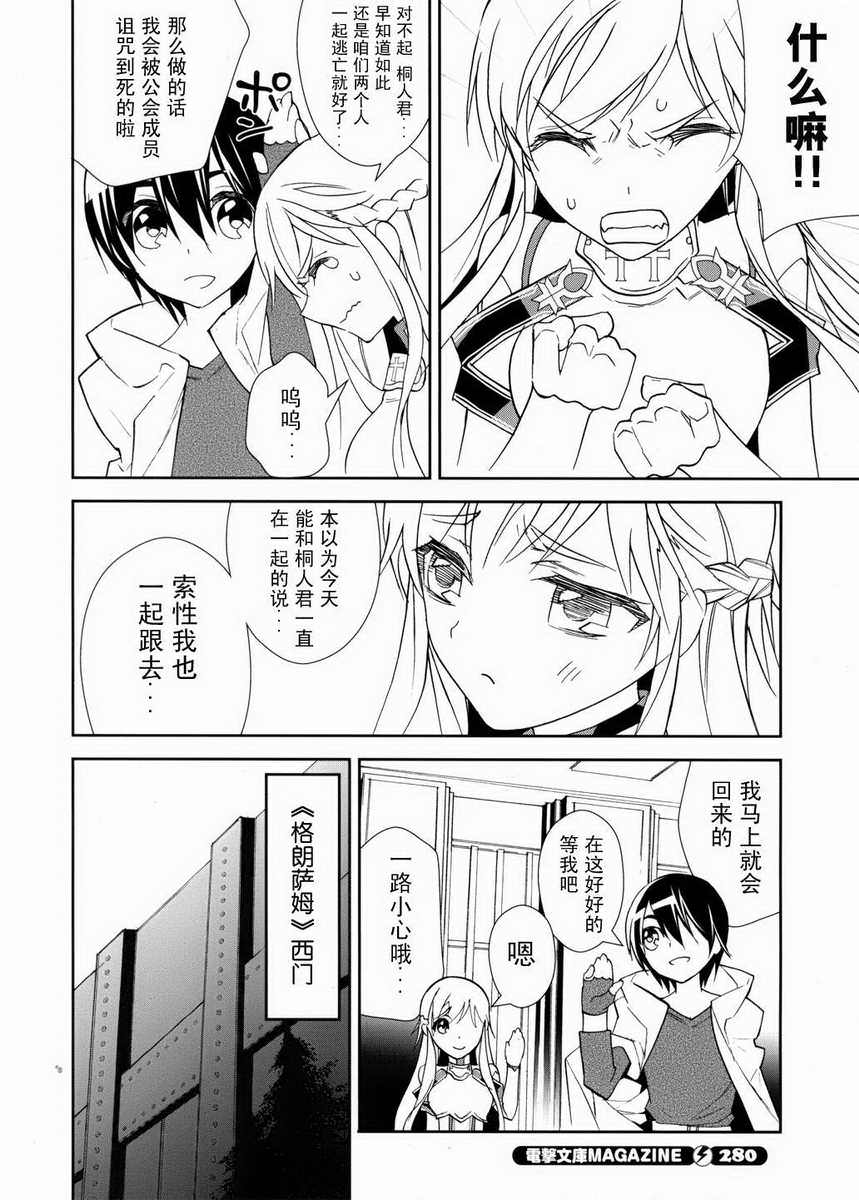 什么嘛!!
对不起 桐人君···
早知道如此
还是咱们两个人
一起逃亡就好了···
那么做的话
我会被公会成员
诅咒到死的啦
ポン
呜呜···
本以为今天
能和桐人君一直
在一起的说···
索性我也
一起跟去···
我马上就会
回来的
在这好好的
等我吧
嗯
一路小心哦···
《格朗萨姆》西门
電撃文庫MAGAZINE 280